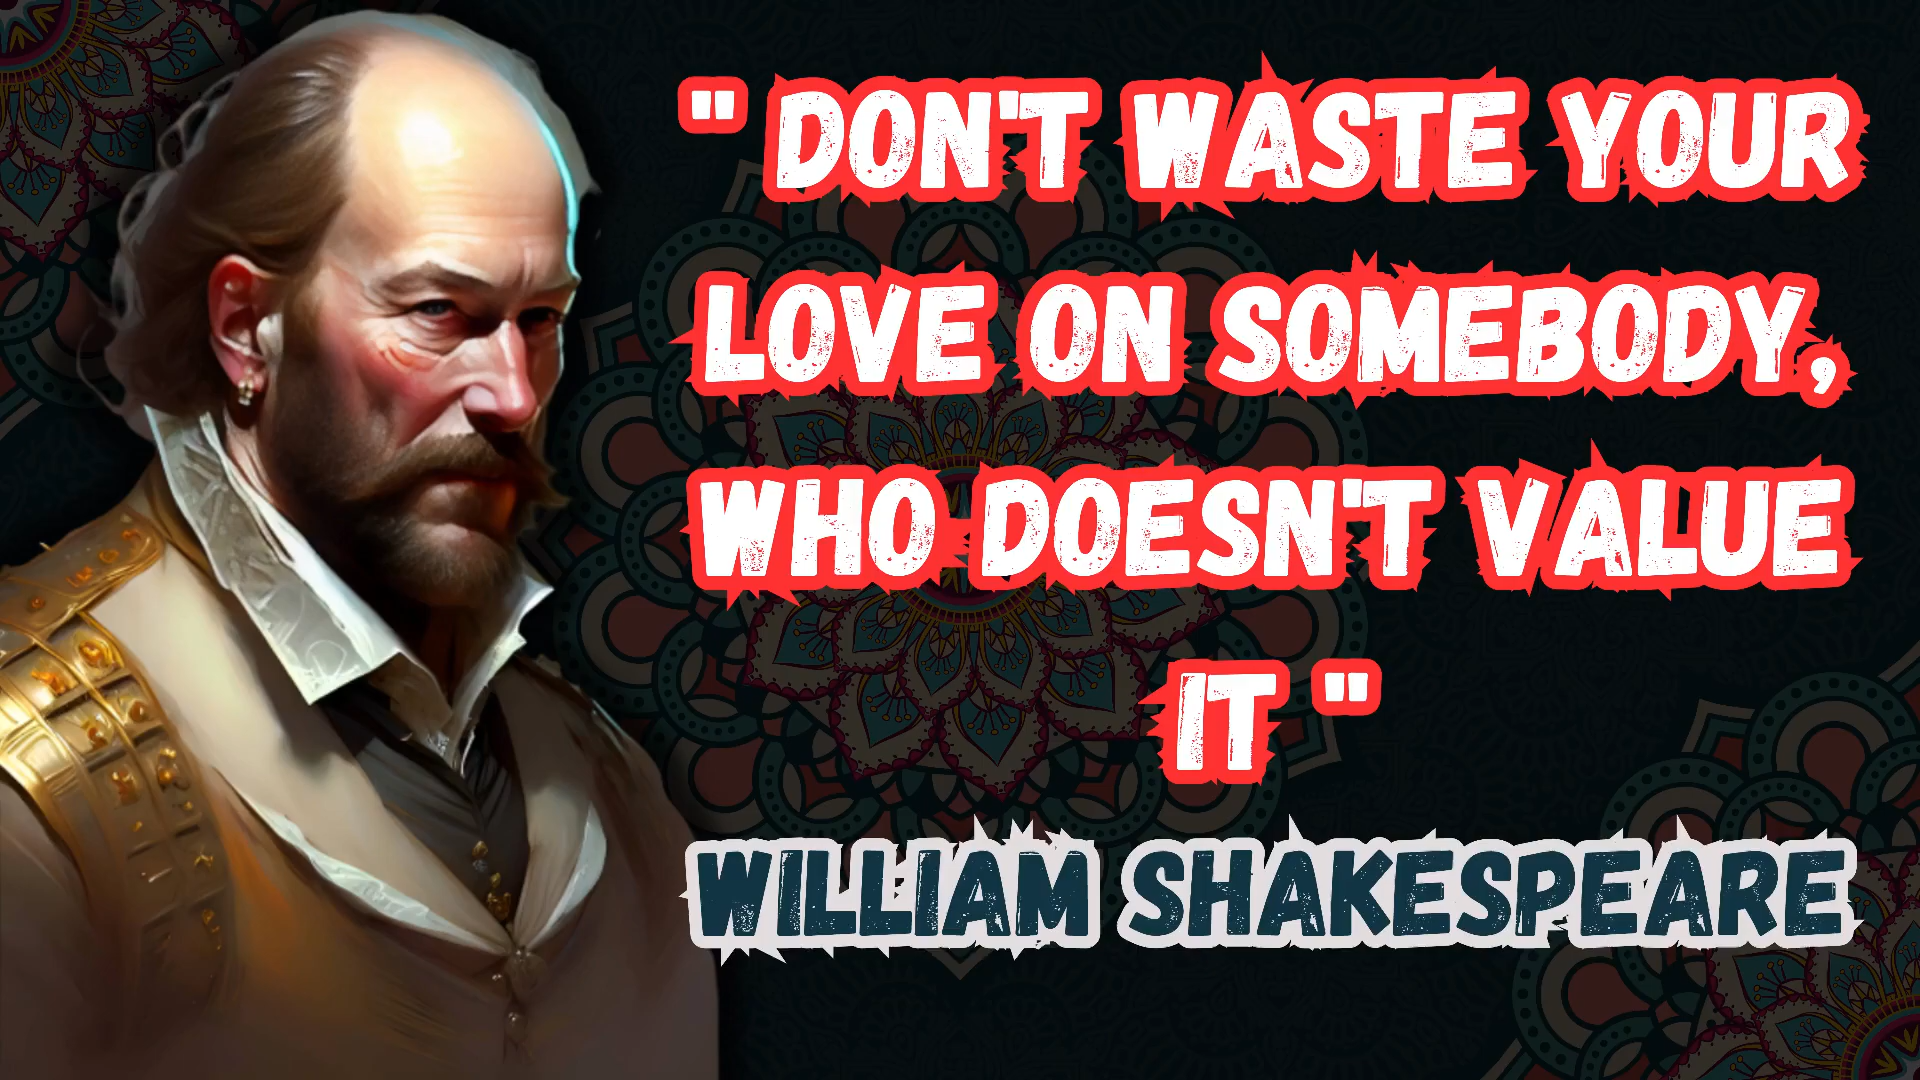 " DON'T WASTE YOUR
LOVE ON SOMEBODY,
WHO DOESN'T VALUE
IT "
WILLIAM SHAKESPEARE